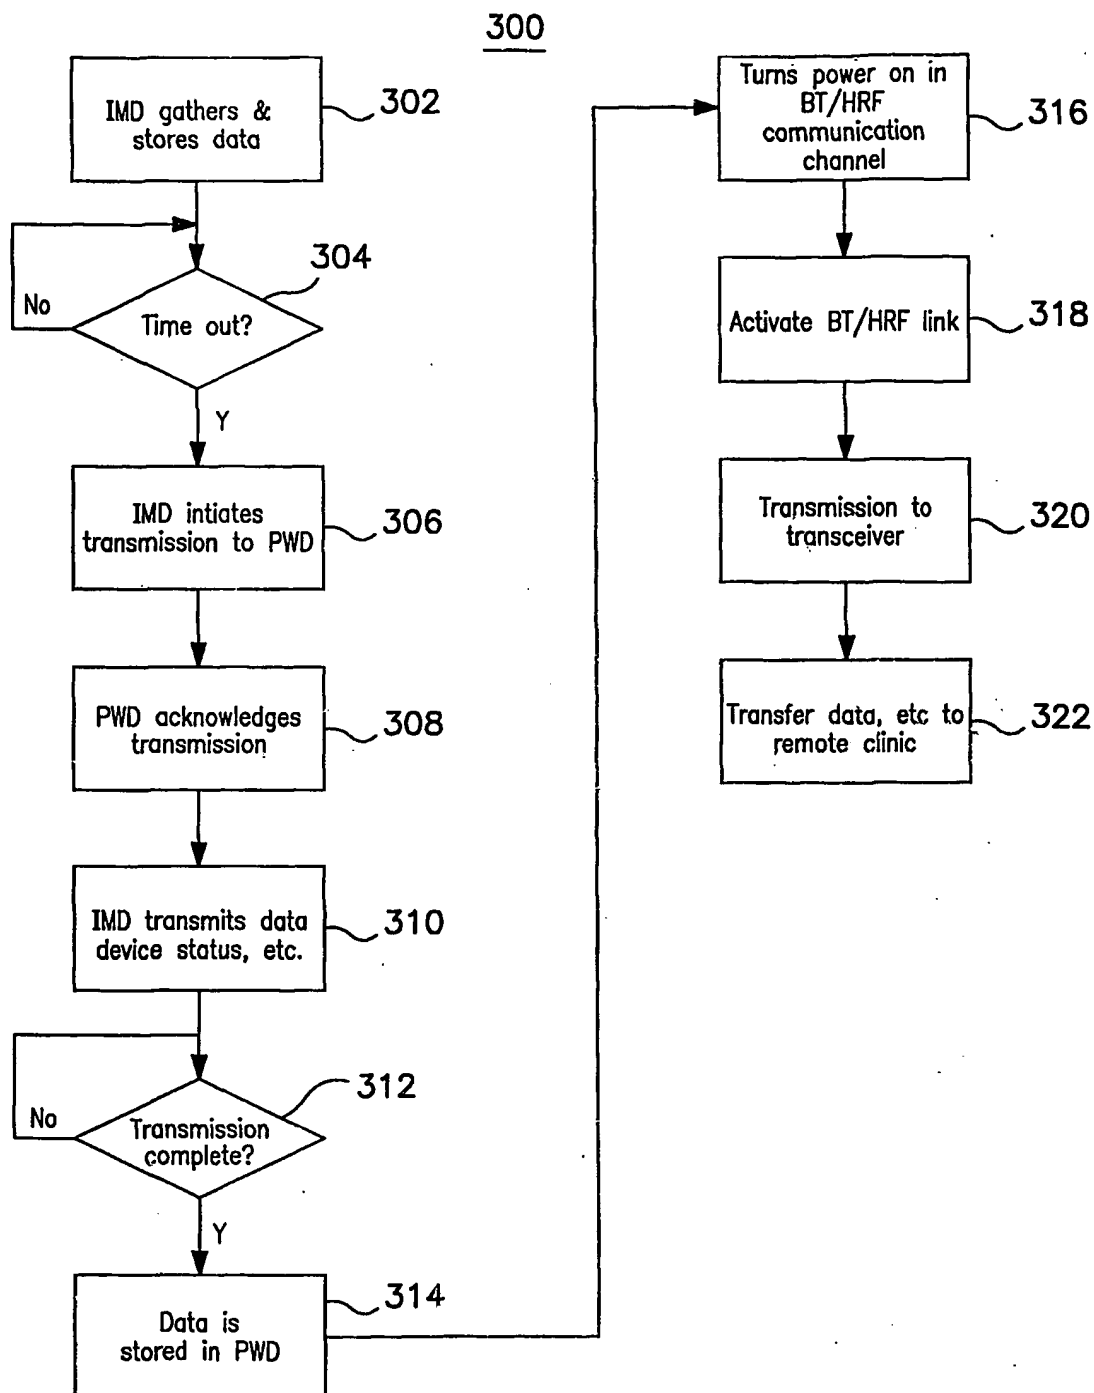 300
IMD gathers &
stores data
302
304
No
Time out?
Y
IMD intiates
transmission to PWD
306
PWD acknowledges
transmission
308
IMD transmits data
device status, etc.
310
312
No
Transmission
complete?
Y
314
Data is
stored in PWD
Turns power on in
BT/HRF
communication
channel
316
Activate BT/HRF link
318
Transmission to
transceiver
320
Transfer data, etc to
remote clinic
322